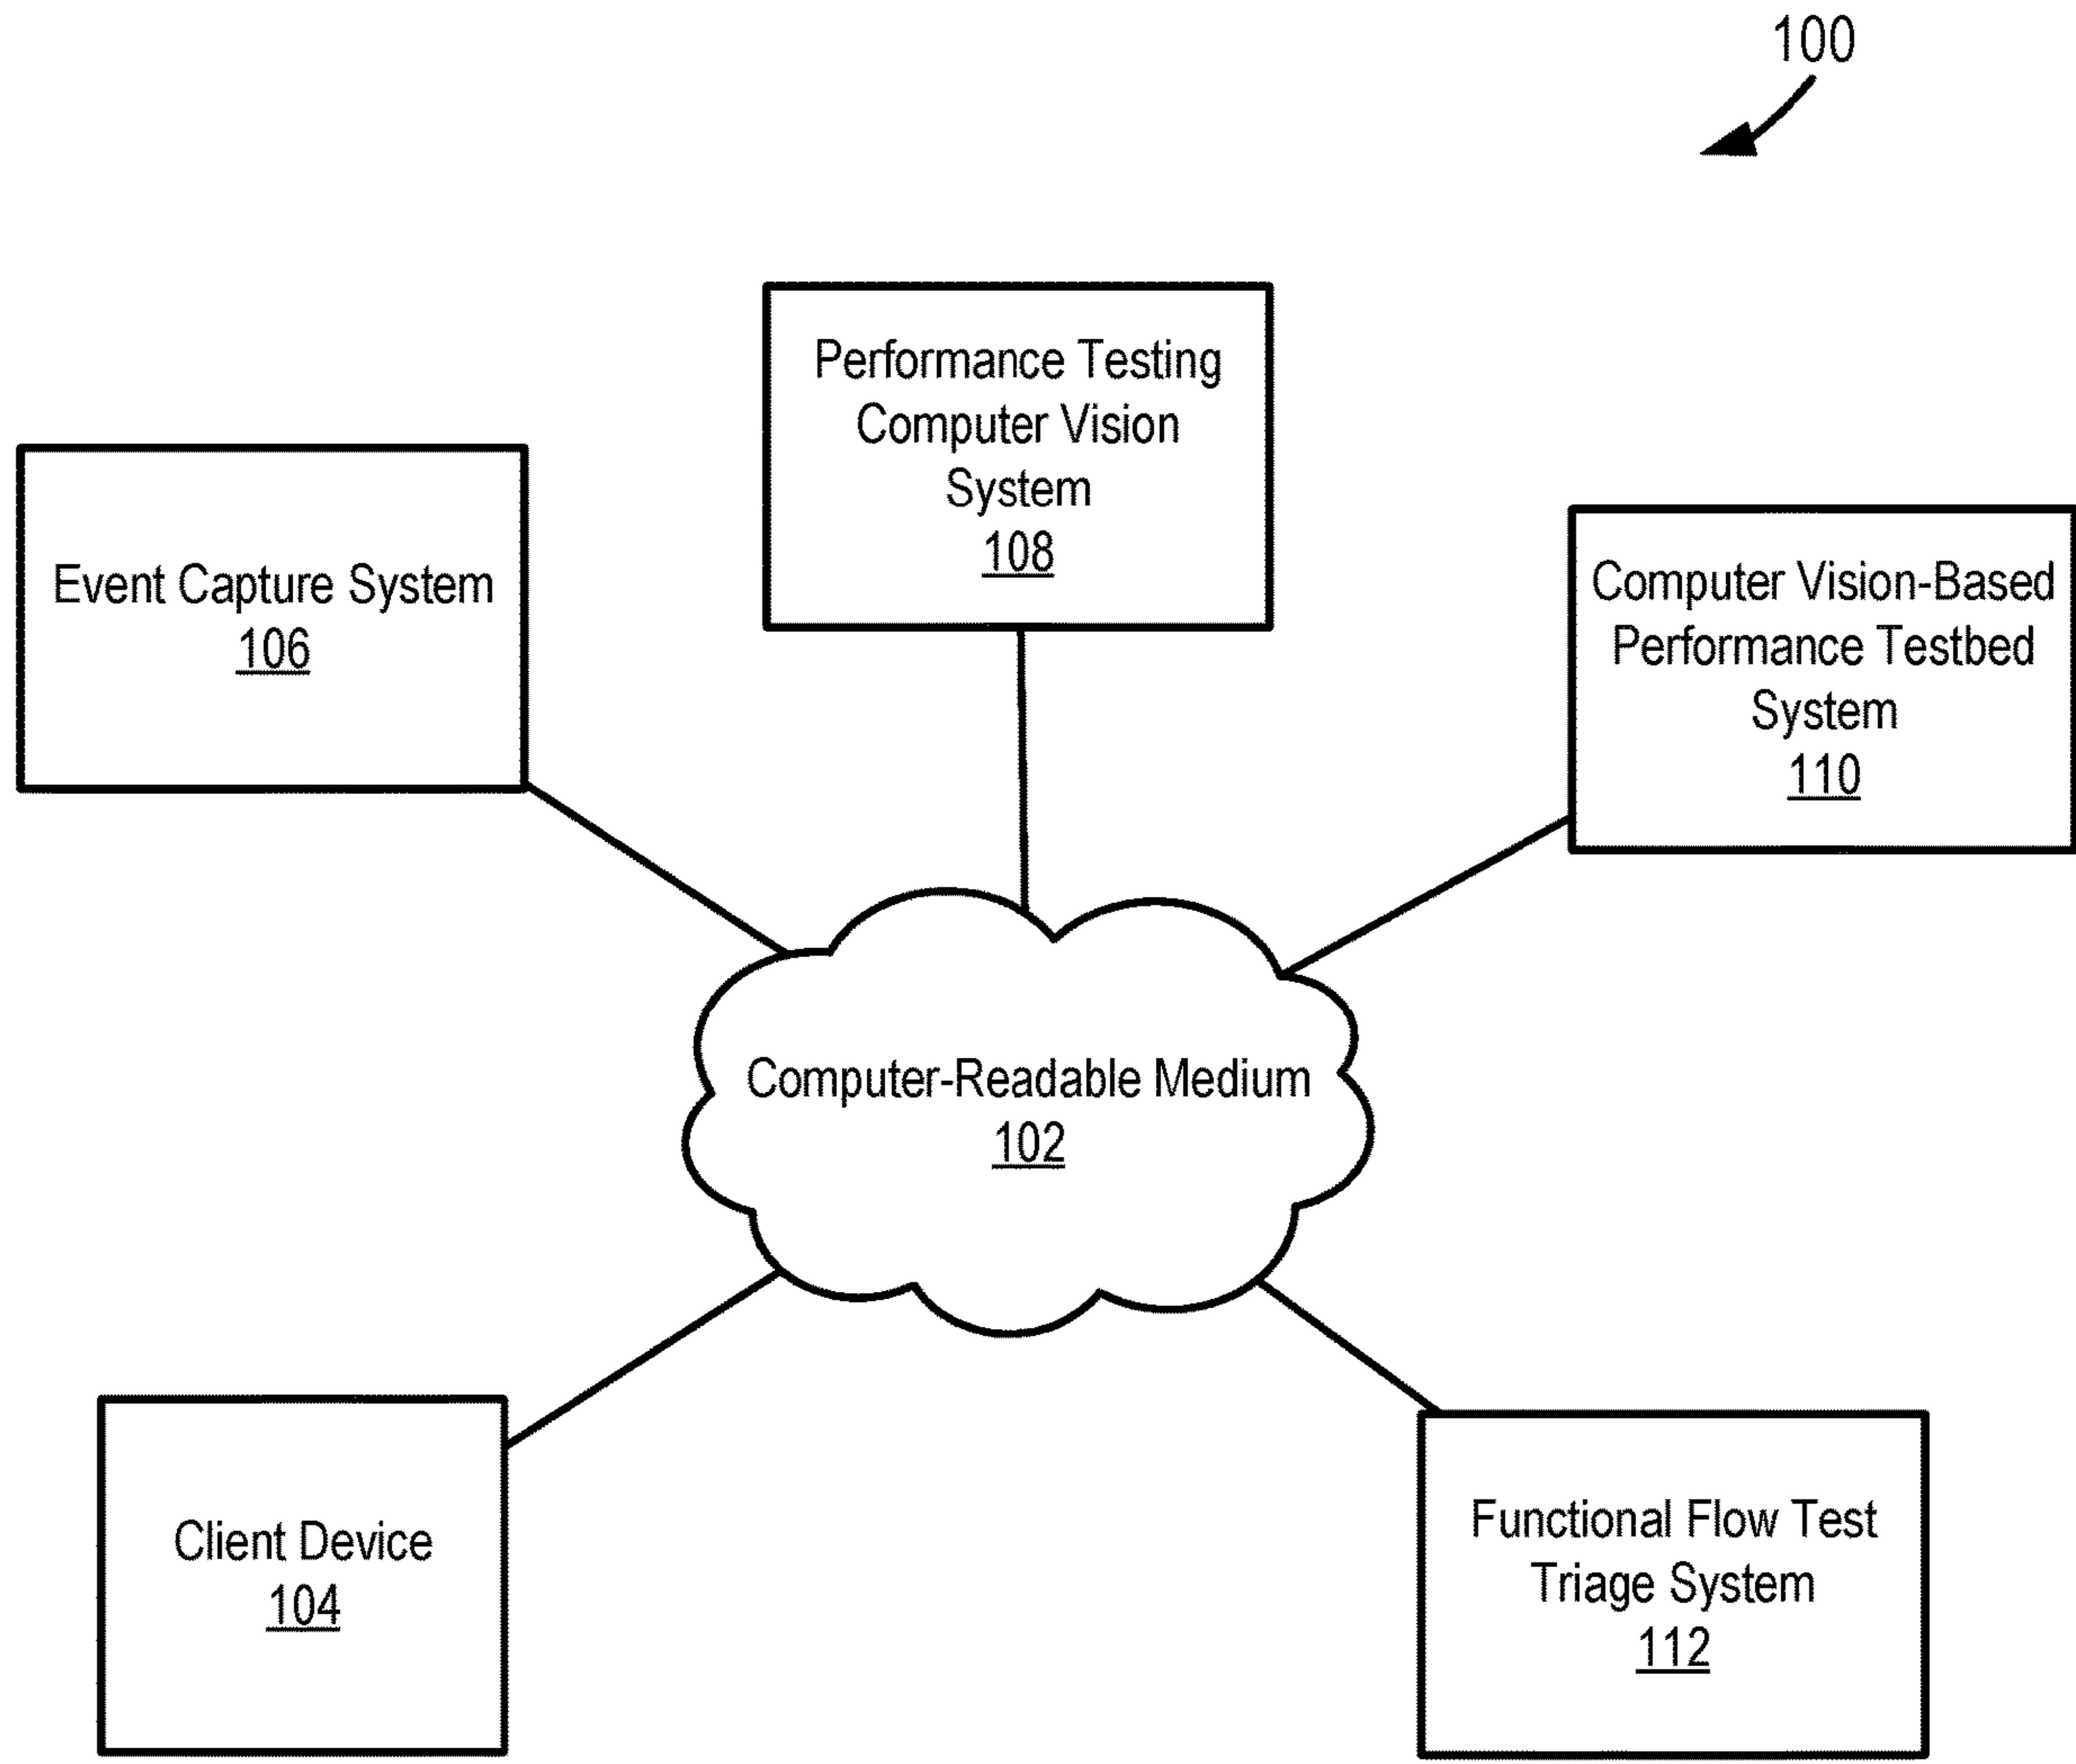 100
Performance Testing
Computer Vision
System
108
Event Capture System
106
Computer Vision-Based
Performance Testbed
System
110
Computer-Readable Medium
102
Client Device
104
Functional Flow Test
Triage System
112